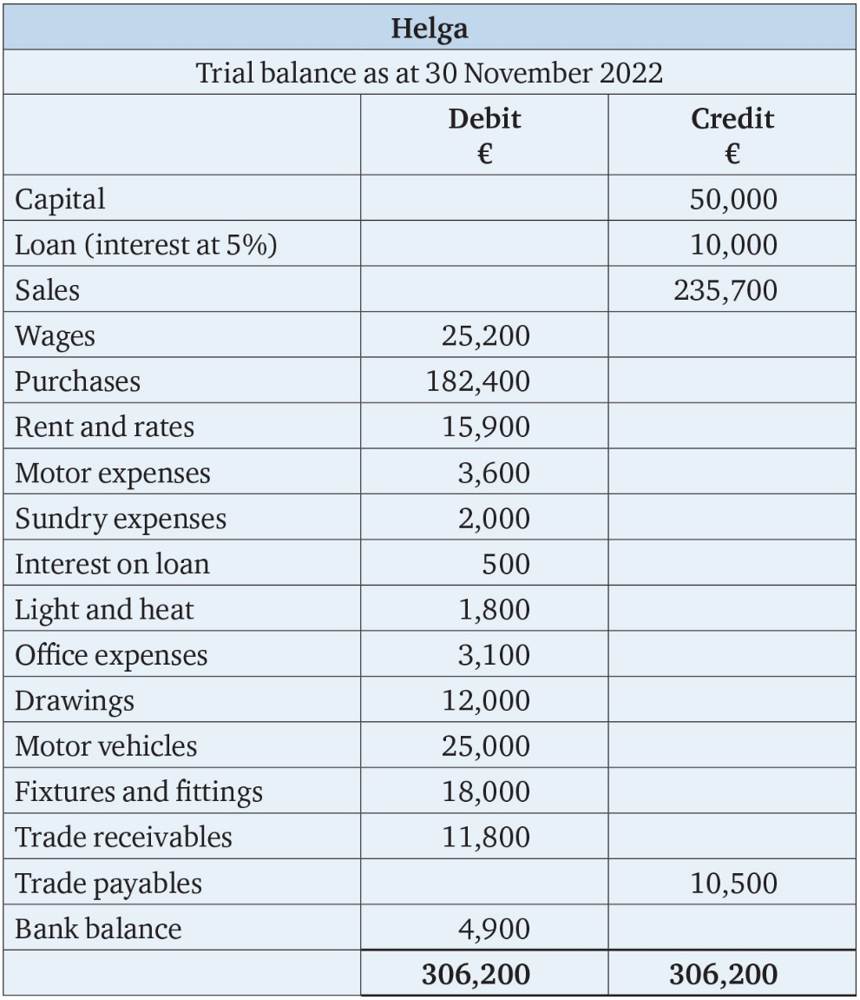 Helga
Trial balance as at 30 November 2022
Debit Credit
€ €
Capital 50,000
Loan (interest at 5%) 10,000
Sales 235,700
Wages 25,200
Purchases 182,400
Rent and rates 15,900
Motor expenses 3,600
Sundry expenses 2,000
Interest on loan 500
Light and heat 1,800
Office expenses 3,100
Drawings 12,000
Motor vehicles 25,000
Fixtures and fittings 18,000
Trade receivables 11,800
Trade payables 10,500
Bank balance 4,900
306,200 306,200